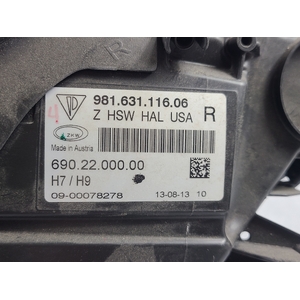 R
981.631.116.06
Z HSW HAL USA R
ZKW
Made in Austria
690.22.000.00
H7 / H9
09-00078278
13-08-13 10